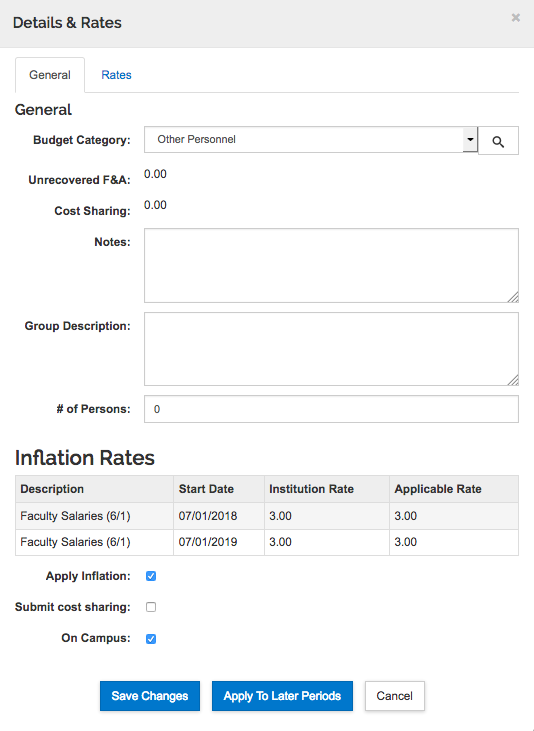 Details & Rates
×
General Rates
General
Budget Category: Other Personnel
Unrecovered F&A: 0.00
Cost Sharing: 0.00
Notes:
Group Description:
# of Persons: 0
Inflation Rates
Description Start Date Institution Rate Applicable Rate
Faculty Salaries (6/1) 07/01/2018 3.00 3.00
Faculty Salaries (6/1) 07/01/2019 3.00 3.00
Apply Inflation:
Submit cost sharing:
On Campus:
Save Changes Apply To Later Periods Cancel